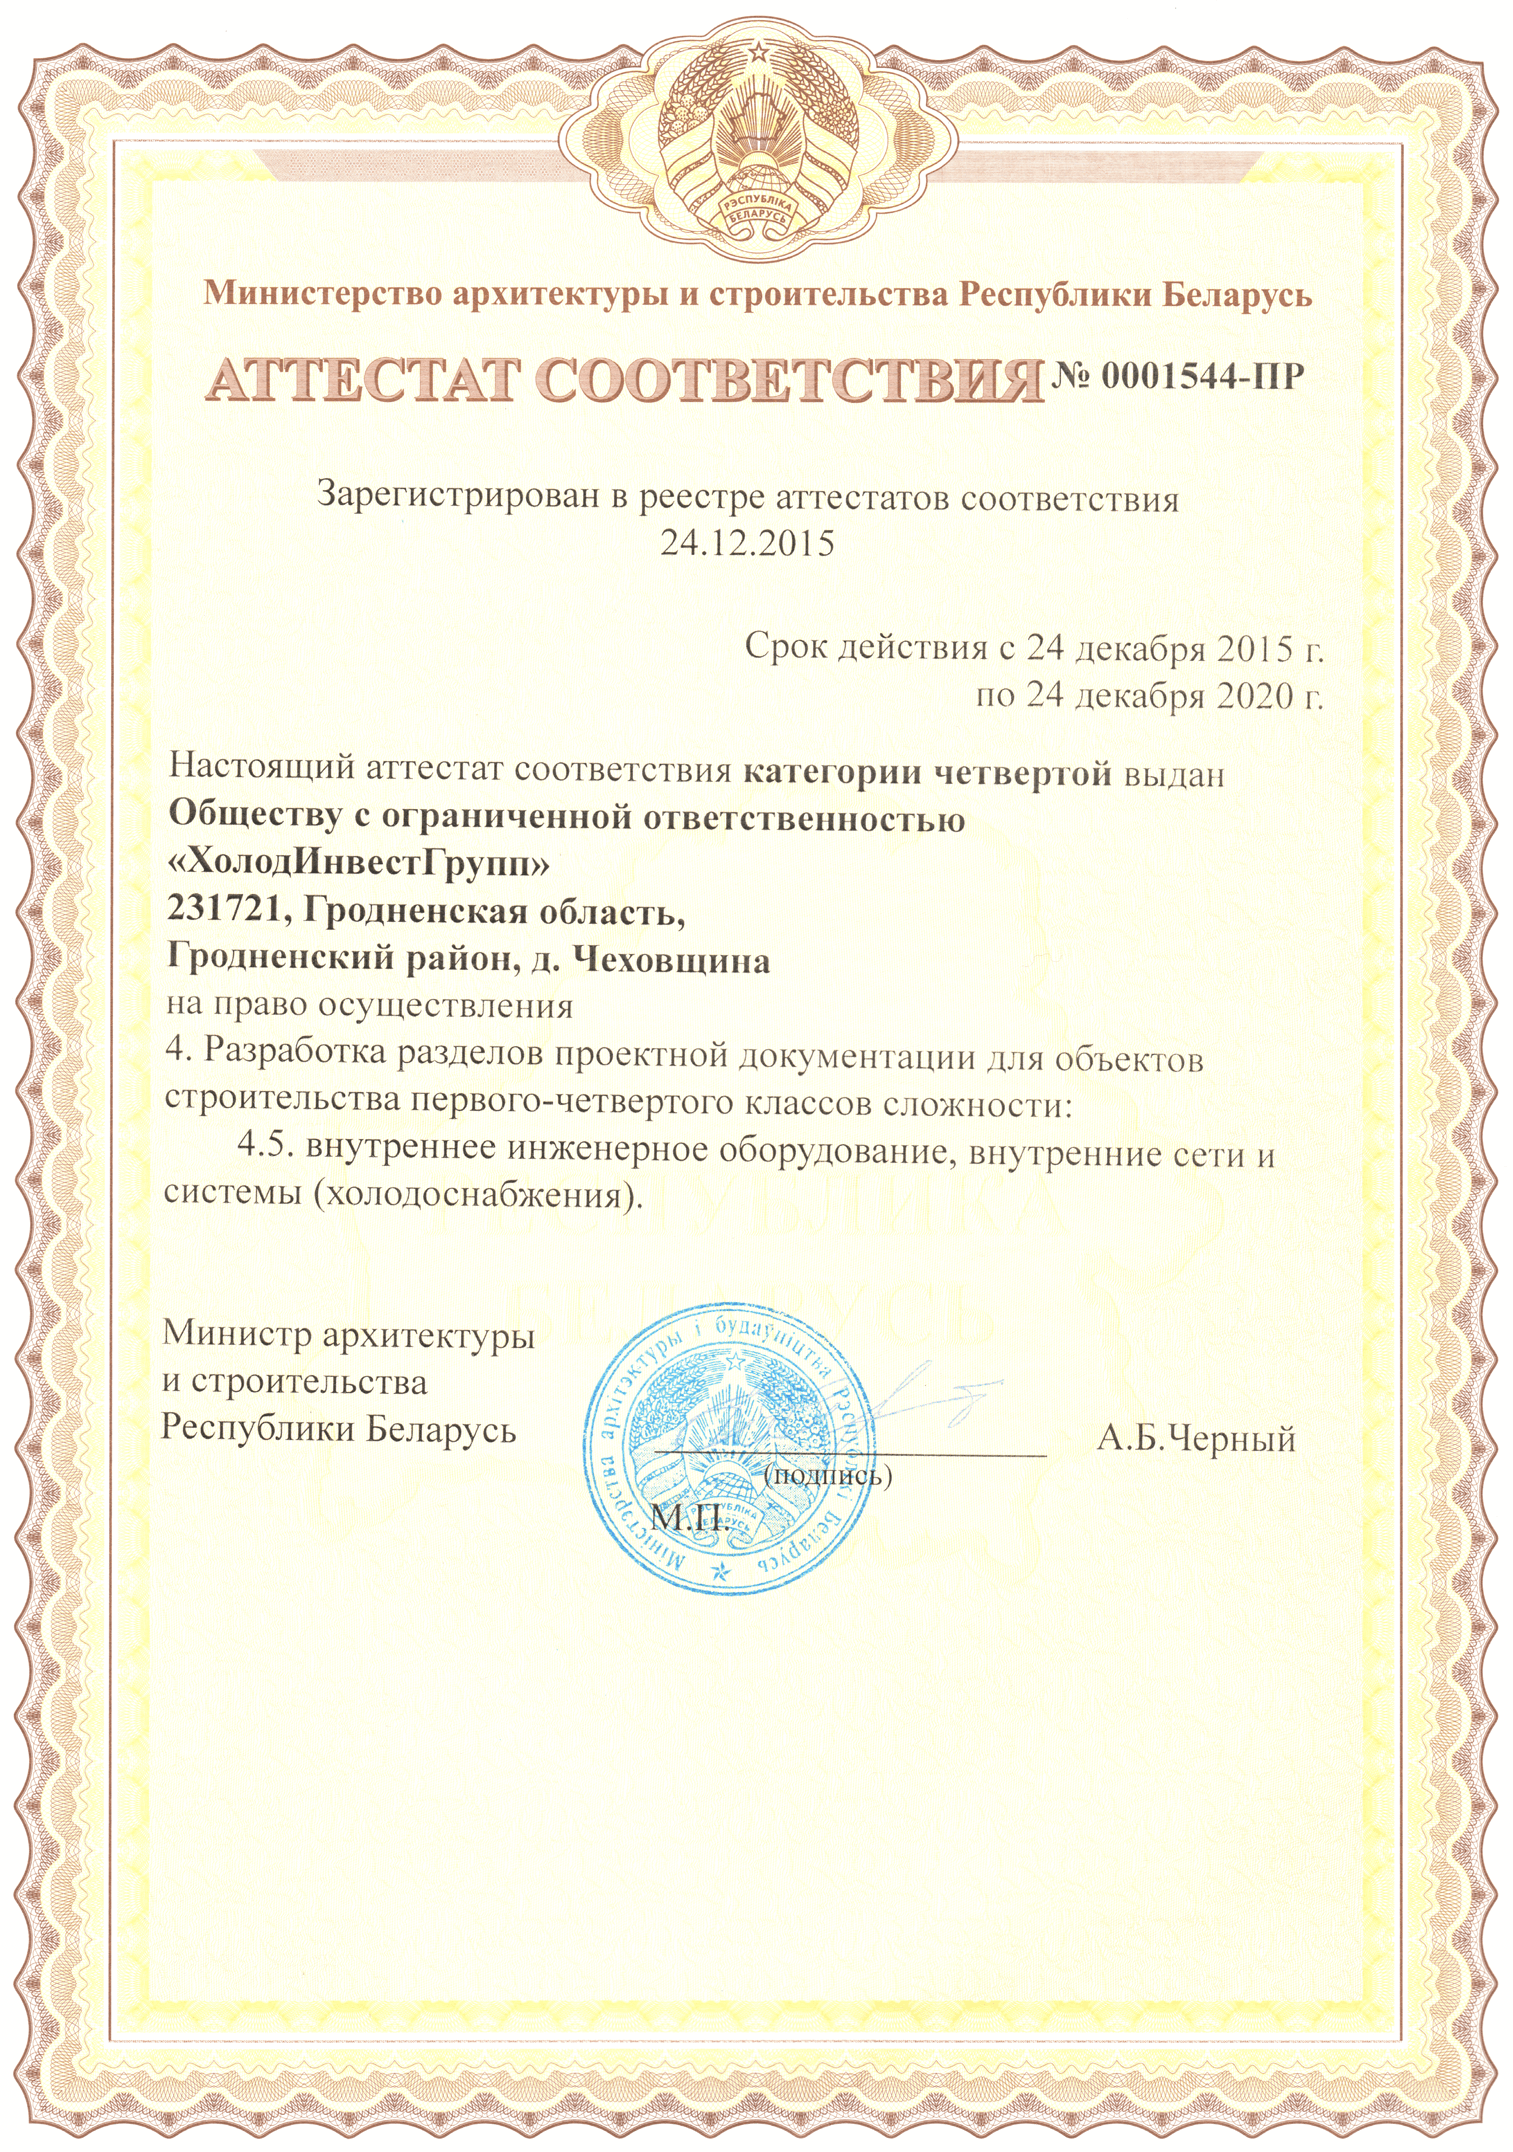 РЭСПУБЛІКА
БЕЛАРУСЬ
Министерство архитектуры и строительства Республики Беларусь
АТТЕСТАТ СООТВЕТСТВИЯ № 0001544-ПР
Зарегистрирован в реестре аттестатов соответствия
24.12.2015
Срок действия с 24 декабря 2015 г.
по 24 декабря 2020 г.
Настоящий аттестат соответствия категории четвертой выдан
Обществу с ограниченной ответственностью
«ХолодИнвестГрупп»
231721, Гродненская область,
Гродненский район, д. Чеховщина
на право осуществления
4. Разработка разделов проектной документации для объектов
строительства первого-четвертого классов сложности:
4.5. внутреннее инженерное оборудование, внутренние сети и
системы (холодоснабжения).
Министр архитектуры
и строительства
Республики Беларусь
А.Б.Черный
(подпись)
М.П.
Міністэрства архітэктуры і будаўніцтва Рэспублікі Беларусь
РЭСПУБЛІКА
БЕЛАРУСЬ